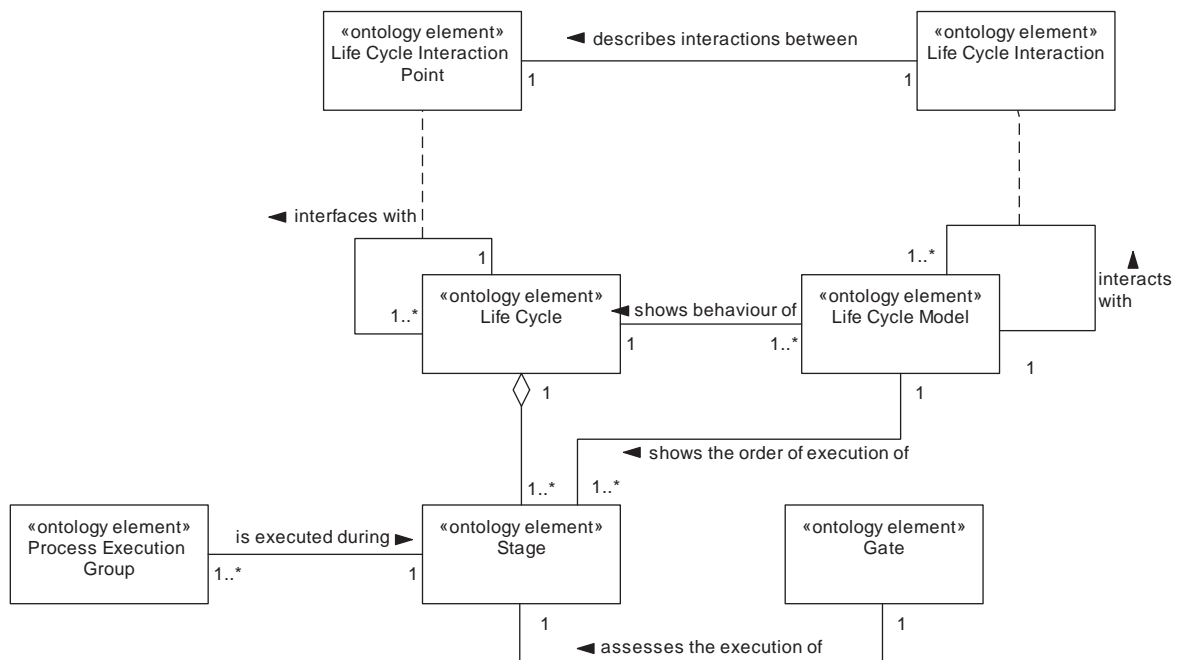 «ontology element»
Life Cycle Interaction
Point
describes interactions between
1
1
«ontology element»
Life Cycle Interaction
interfaces with
1
1..*
«ontology element»
Life Cycle
1
shows behaviour of
1
1..*
1..*
interacts
with
«ontology element»
Life Cycle Model
1
1
shows the order of execution of
1..*
1..*
«ontology element»
Process Execution
Group
is executed during
1..*
1
«ontology element»
Stage
1
«ontology element»
Gate
1
assesses the execution of